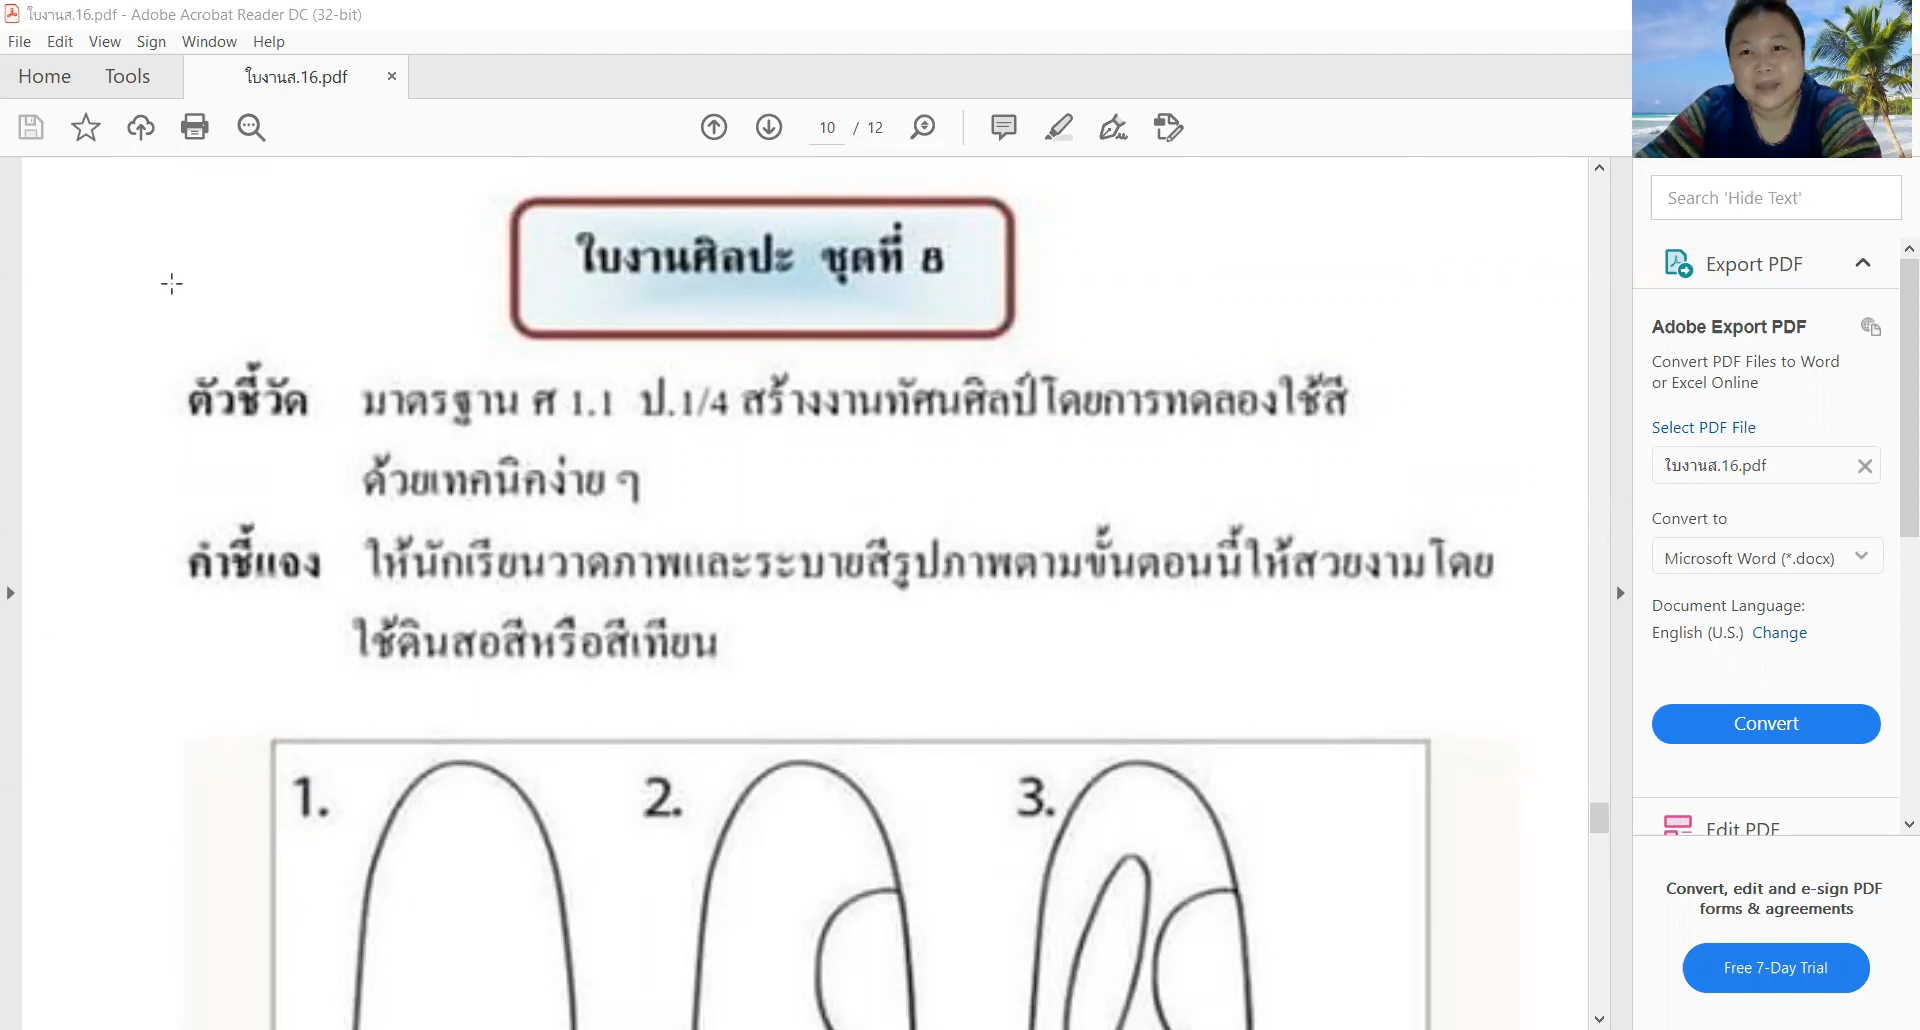 ใบงานส.16.pdf - Adobe Acrobat Reader DC (32-bit)
File Edit View Sign Window Help
Home Tools ใบงานส.16.pdf
10 / 12
Search 'Hide Text'
Export PDF
Adobe Export PDF
Convert PDF Files to Word
or Excel Online
Select PDF File
ใบงานส.16.pdf
Convert to
Microsoft Word (*.docx)
Document Language:
English (U.S.) Change
Convert
Edit PDF
Convert, edit and e-sign PDF
forms & agreements
Free 7-Day Trial
ใบงานศิลปะ ชุดที่ 8
ตัวชี้วัด มาตรฐาน ศ 1.1 ป.1/4 สร้างงานทัศนศิลป์โดยการทดลองใช้สี
ด้วยเทคนิคง่าย ๆ
คำชี้แจง ให้นักเรียนวาดภาพและระบายสีรูปภาพตามขั้นตอนนี้ให้สวยงามโดย
ใช้ดินสอสีหรือสีเทียน
1. 2. 3.